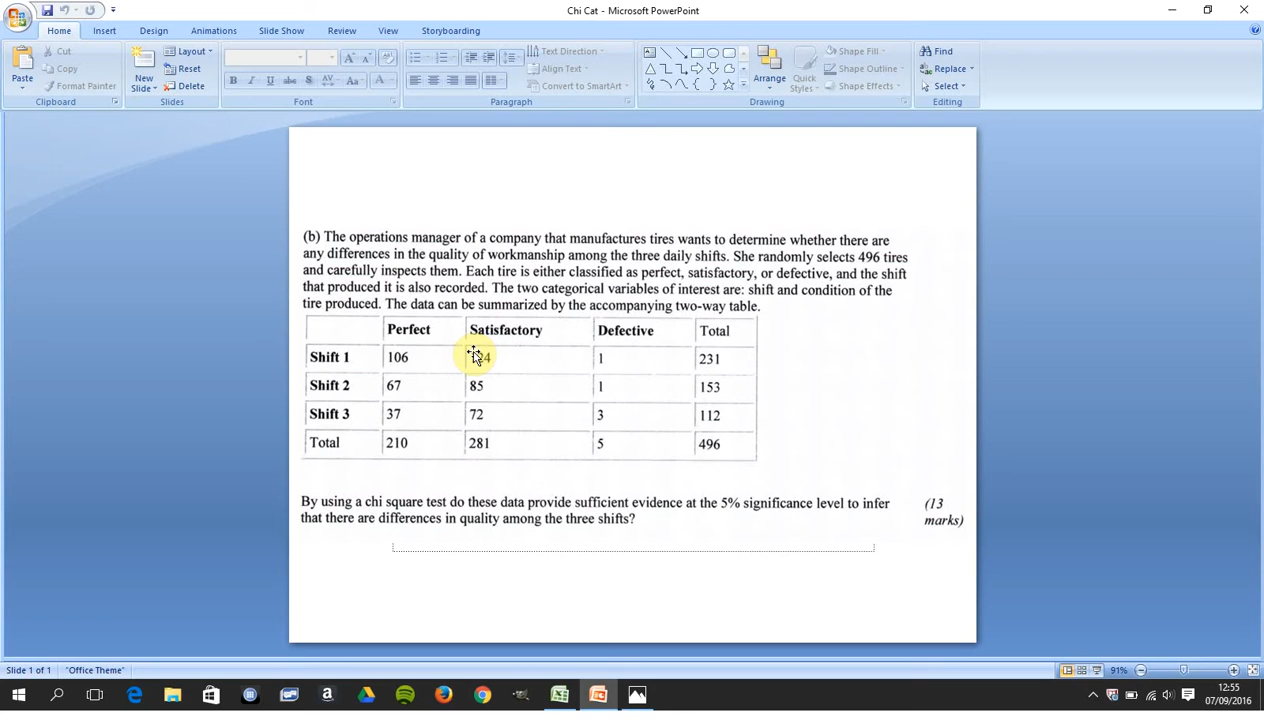 Chi Cat - Microsoft PowerPoint
Home Insert Design Animations Slide Show Review View Storyboarding
Paste Cut Copy Format Painter Clipboard
New Slide Layout Reset Delete Slides
B I U abc S AV Aa A Font
Paragraph Text Direction Align Text Convert to SmartArt
Arrange Quick Styles Shape Fill Shape Outline Shape Effects Drawing
Find Replace Select Editing
(b) The operations manager of a company that manufactures tires wants to determine whether there are
any differences in the quality of workmanship among the three daily shifts. She randomly selects 496 tires
and carefully inspects them. Each tire is either classified as perfect, satisfactory, or defective, and the shift
that produced it is also recorded. The two categorical variables of interest are: shift and condition of the
tire produced. The data can be summarized by the accompanying two-way table.
Perfect Satisfactory Defective Total
Shift 1 106 1 231
Shift 2 67 85 1 153
Shift 3 37 72 3 112
Total 210 281 5 496
By using a chi square test do these data provide sufficient evidence at the 5% significance level to infer (13
that there are differences in quality among the three shifts? marks)
Slide 1 of 1 "Office Theme" 91%
12:55
07/09/2016